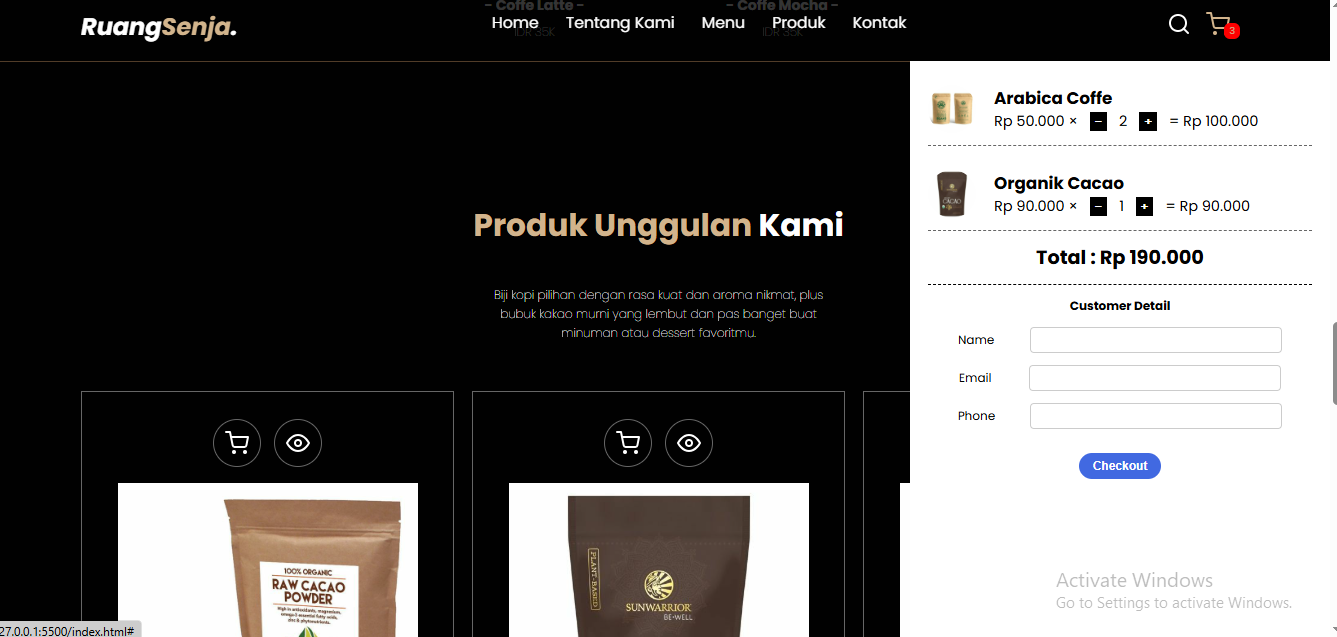 - Coffe Latte -
- Coffe Mocha -
RuangSenja.
Home Tentang Kami Menu Produk Kontak
3
IDR 35K
IDR 35K
Produk Unggulan Kami
Biji kopi pilihan dengan rasa kuat dan aroma nikmat, plus
bubuk kakao murni yang lembut dan pas banget buat
minuman atau dessert favoritmu.
100% ORGANIC
RAW CACAO
POWDER
PLANT-BASED
SUNWARRIOR
BE·WELL
Arabica Coffe
Rp 50.000 × − 2 + = Rp 100.000
CACAO
Organik Cacao
Rp 90.000 × − 1 + = Rp 90.000
Total : Rp 190.000
Customer Detail
Name
Email
Phone
Checkout
Activate Windows
Go to Settings to activate Windows.
27.0.0.1:5500/index.html#